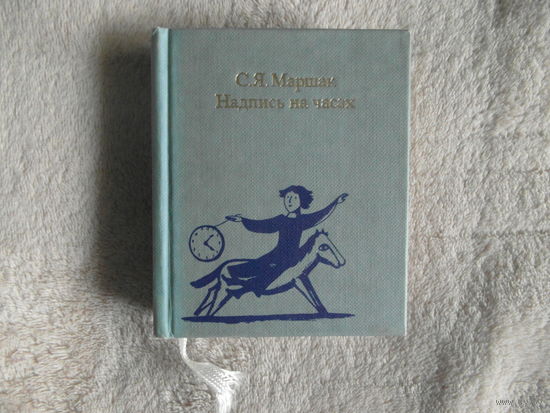 С.Я. Маршак
Надпись на часах